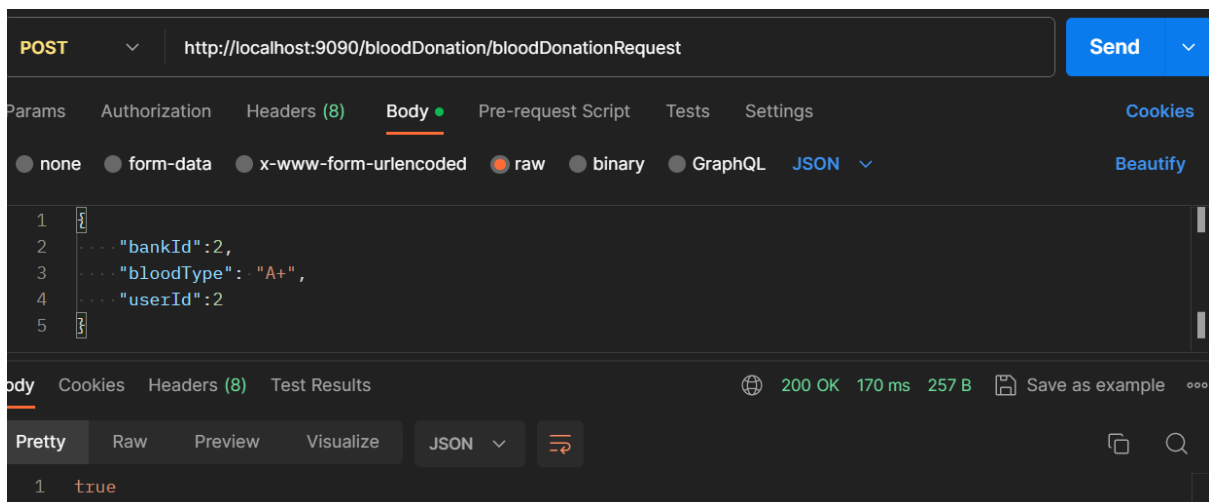 POST http://localhost:9090/bloodDonation/bloodDonationRequest Send
Params Authorization Headers (8) Body Pre-request Script Tests Settings Cookies
none form-data x-www-form-urlencoded raw binary GraphQL JSON Beautify
1 {
2 "bankId":2,
3 "bloodType": "A+",
4 "userId":2
5 }
ody Cookies Headers (8) Test Results 200 OK 170 ms 257 B Save as example
Pretty Raw Preview Visualize JSON
1 true